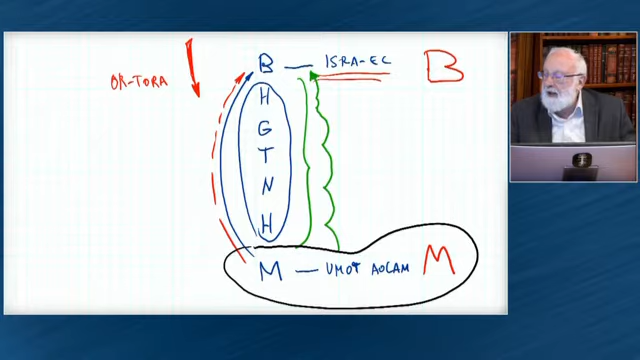 B — ISRA-EL B
OR-TORA
H
G
T
N
H
M — UMOT AOLAM M